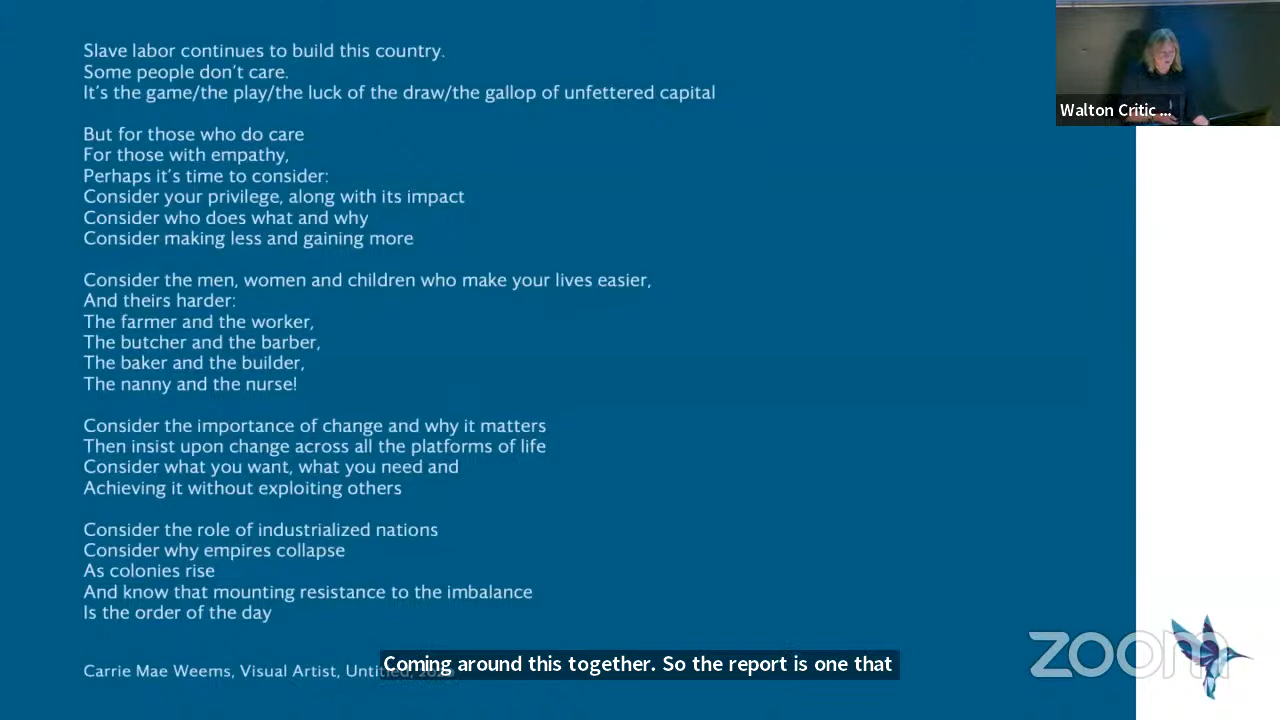 Slave labor continues to build this country.
Some people don't care.
It's the game/the play/the luck of the draw/the gallop of unfettered capital
But for those who do care
For those with empathy,
Perhaps it's time to consider:
Consider your privilege, along with its impact
Consider who does what and why
Consider making less and gaining more
Consider the men, women and children who make your lives easier,
And theirs harder:
The farmer and the worker,
The butcher and the barber,
The baker and the builder,
The nanny and the nurse!
Consider the importance of change and why it matters
Then insist upon change across all the platforms of life
Consider what you want, what you need and
Achieving it without exploiting others
Consider the role of industrialized nations
Consider why empires collapse
As colonies rise
And know that mounting resistance to the imbalance
Is the order of the day
Carrie Mae Weems, Visual Artist,
Coming around this together. So the report is one that
Walton Critic ...
zoom